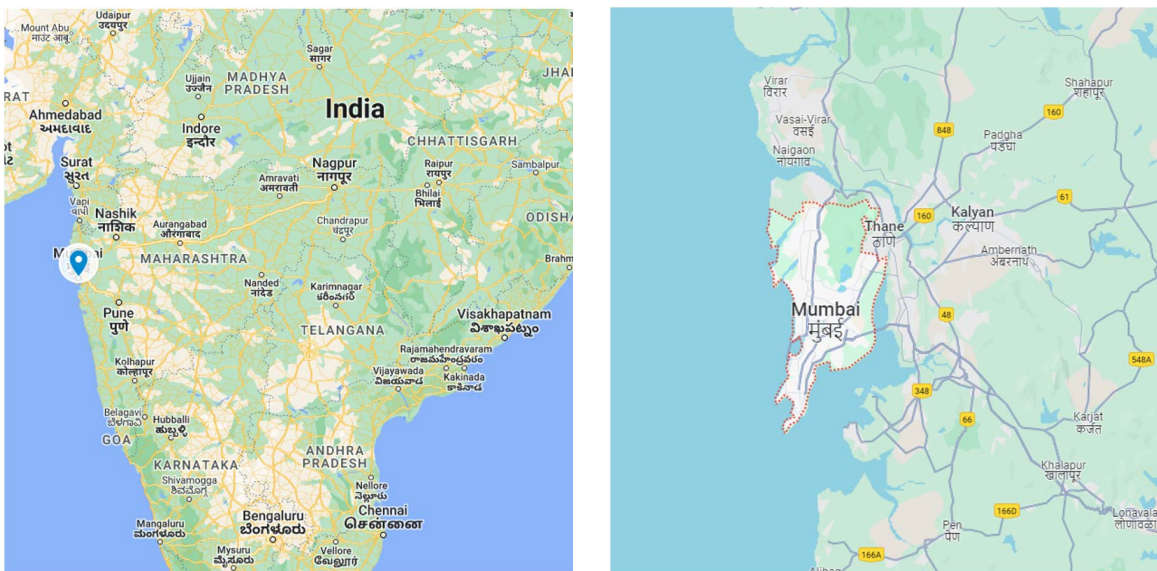 Udaipur
उदयपुर
Mount Abu
माउंट आबू
Sagar
सागर
Ujjain
उज्जैन
MADHYA
PRADESH
RAT
Ahmedabad
અમદાવાદ
India
Indore
इन्दौर
CHHATTISGARH
Surat
સુરત
Nagpur
नागपूर
Raipur
रायपुर
Sambalpur
Amravati
अमरावती
Bhilai
भिलाई
Vapi
વાપી
Nashik
नाशिक
Aurangabad
औरंगाबाद
Chandrapur
चंद्रपूर
MAHARASHTRA
Nanded
नांदेड
Karimnagar
కరీంనగర్
Pune
पुणे
Visakhapatnam
విశాఖపట్నం
TELANGANA
Rajamahendravaram
రాజమహేంద్రవరం
Kolhapur
कोल्हापूर
Vijayawada
విజయవాడ
Kakinada
కాకినాడ
Belagavi
ಬೆಳಗಾವಿ
Hubballi
ಹುಬ್ಬಳ್ಳಿ
GOA
ANDHRA
PRADESH
KARNATAKA
Shivamogga
ಶಿವಮೊಗ್ಗ
Nellore
నెల్లూరు
Chennai
சென்னை
Bengaluru
ಬೆಂಗಳೂರು
Mangaluru
ಮಂಗಳೂರು
Mysuru
ಮೈಸೂರು
Vellore
வேலூர்
Virar
विरार
Shahapur
शहापूर
160
Vasai-Virar
वसई
848
Padgha
पडघा
Naigaon
नायगाव
61
160
Kalyan
कल्याण
Thane
ठाणे
Ambernath
अंबरनाथ
Mumbai
मुंबई
48
548A
348
66
Karjat
कर्जत
Khalapur
खालापूर
166D
Lonavala
लोणावळा
Pen
पेण
166A